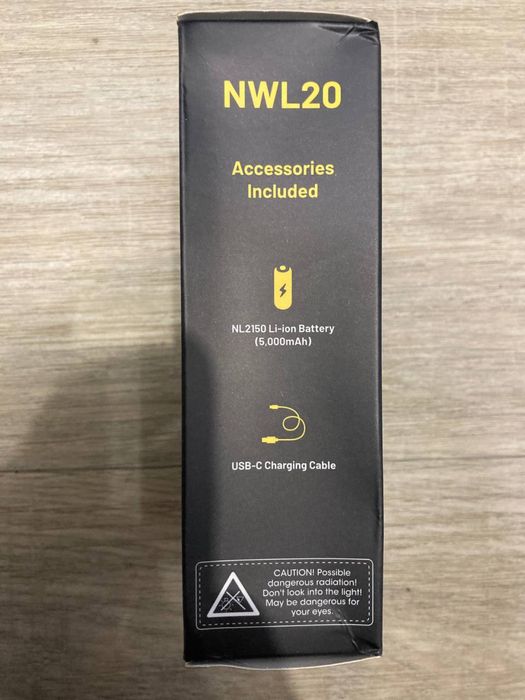 NWL20
Accessories
Included
NL2150 Li-ion Battery
(5,000mAh)
USB-C Charging Cable
CAUTION! Possible
dangerous radiation!
Don't look into the light!
May be dangerous for
your eyes.